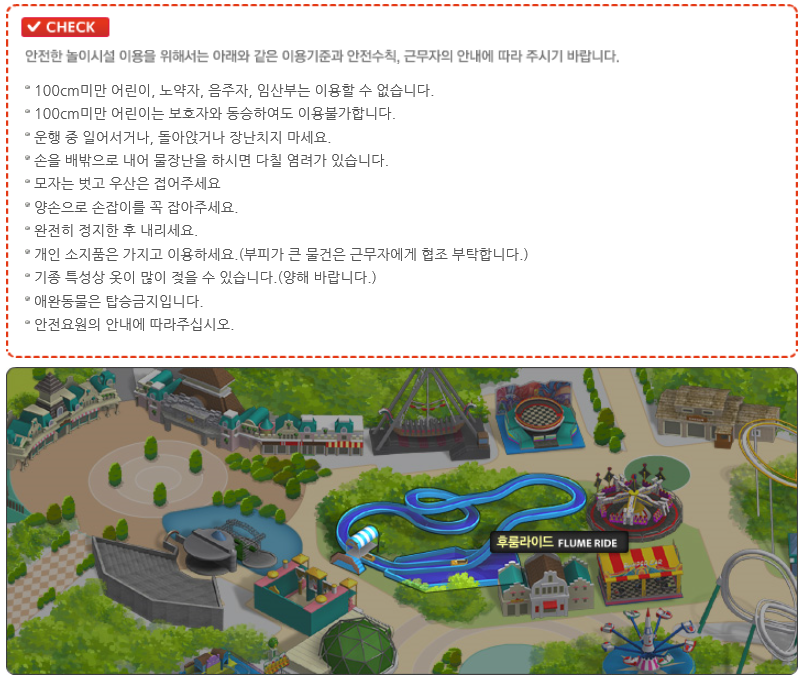 CHECK
안전한 놀이시설 이용을 위해서는 아래와 같은 이용기준과 안전수칙, 근무자의 안내에 따라 주시기 바랍니다.
100cm미만 어린이, 노약자, 음주자, 임산부는 이용할 수 없습니다.
100cm미만 어린이는 보호자와 동승하여도 이용불가합니다.
운행 중 일어서거나, 돌아앉거나 장난치지 마세요.
손을 배밖으로 내어 물장난을 하시면 다칠 염려가 있습니다.
모자는 벗고 우산은 접어주세요
양손으로 손잡이를 꼭 잡아주세요.
완전히 정지한 후 내리세요.
개인 소지품은 가지고 이용하세요.(부피가 큰 물건은 근무자에게 협조 부탁합니다.)
기종 특성상 옷이 많이 젖을 수 있습니다.(양해 바랍니다.)
애완동물은 탑승금지입니다.
안전요원의 안내에 따라주십시오.
후룸라이드 FLUME RIDE